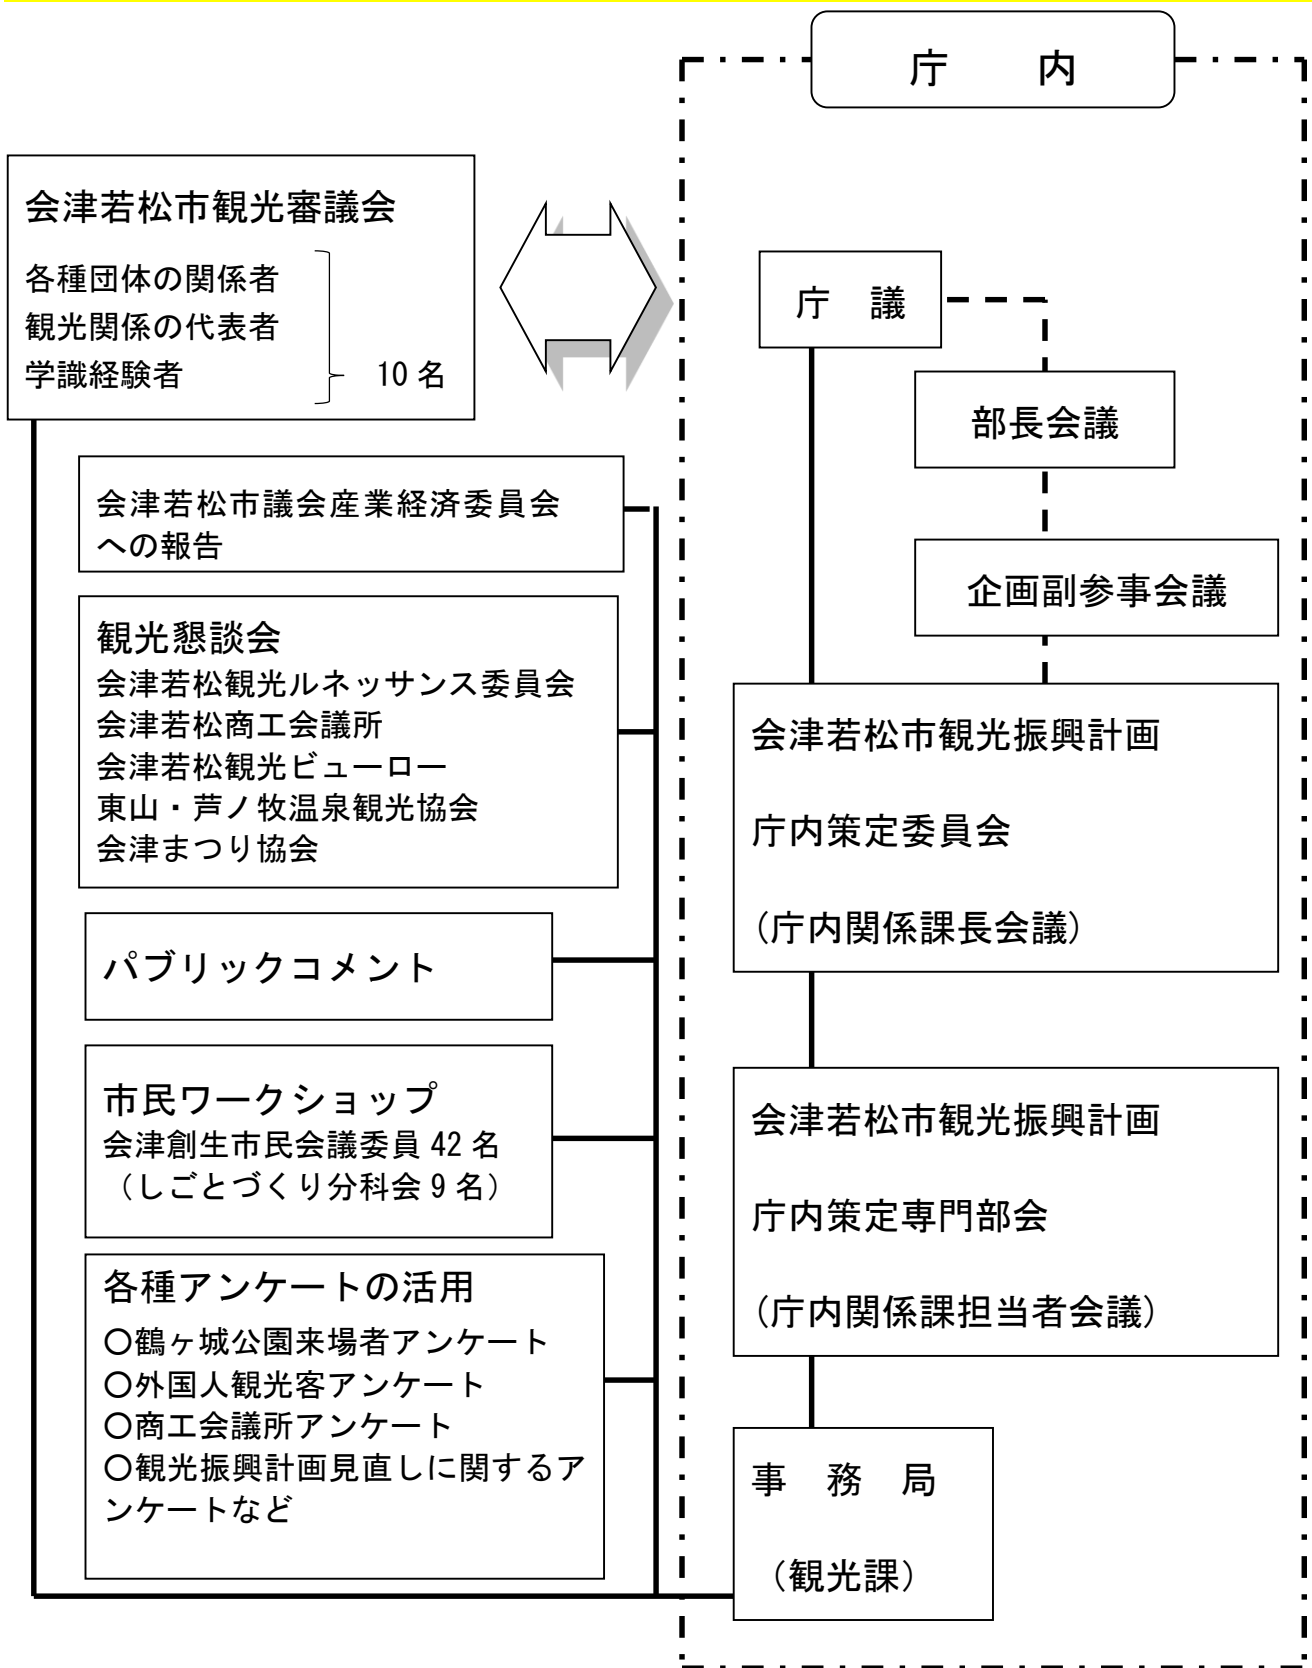 庁　内
会津若松市観光審議会
各種団体の関係者
観光関係の代表者
学識経験者　10 名
会津若松市議会産業経済委員会
への報告
観光懇談会
会津若松観光ルネッサンス委員会
会津若松商工会議所
会津若松観光ビューロー
東山・芦ノ牧温泉観光協会
会津まつり協会
パブリックコメント
市民ワークショップ
会津創生市民会議委員 42 名
（しごとづくり分科会 9 名）
各種アンケートの活用
○鶴ヶ城公園来場者アンケート
○外国人観光客アンケート
○商工会議所アンケート
○観光振興計画見直しに関するア
ンケートなど
庁　議
部長会議
企画副参事会議
会津若松市観光振興計画
庁内策定委員会
(庁内関係課長会議)
会津若松市観光振興計画
庁内策定専門部会
(庁内関係課担当者会議)
事　務　局
（観光課）